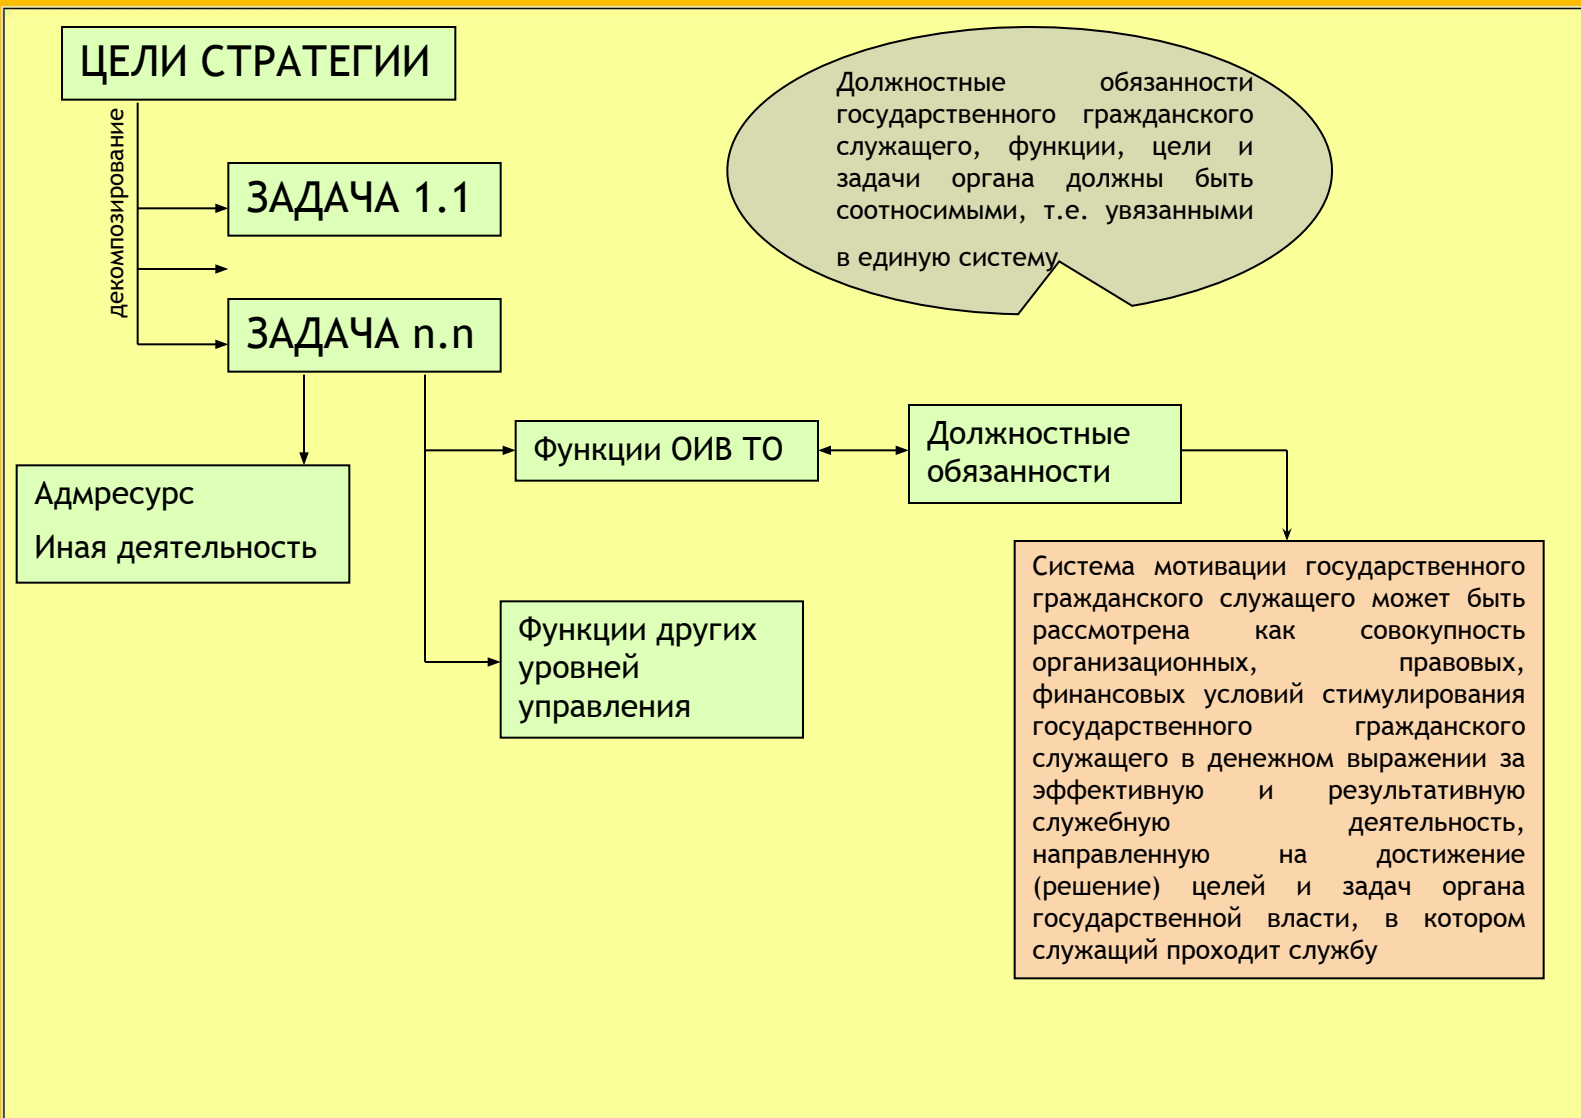 ЦЕЛИ СТРАТЕГИИ
декомпозирование
ЗАДАЧА 1.1
ЗАДАЧА n.n
Должностные обязанности
государственного гражданского
служащего, функции, цели и
задачи органа должны быть
соотносимыми, т.е. увязанными
в единую систему
Функции ОИВ ТО
Должностные
обязанности
Адмресурс
Иная деятельность
Функции других
уровней
управления
Система мотивации государственного
гражданского служащего может быть
рассмотрена как совокупность
организационных, правовых,
финансовых условий стимулирования
государственного гражданского
служащего в денежном выражении за
эффективную и результативную
служебную деятельность,
направленную на достижение
(решение) целей и задач органа
государственной власти, в котором
служащий проходит службу